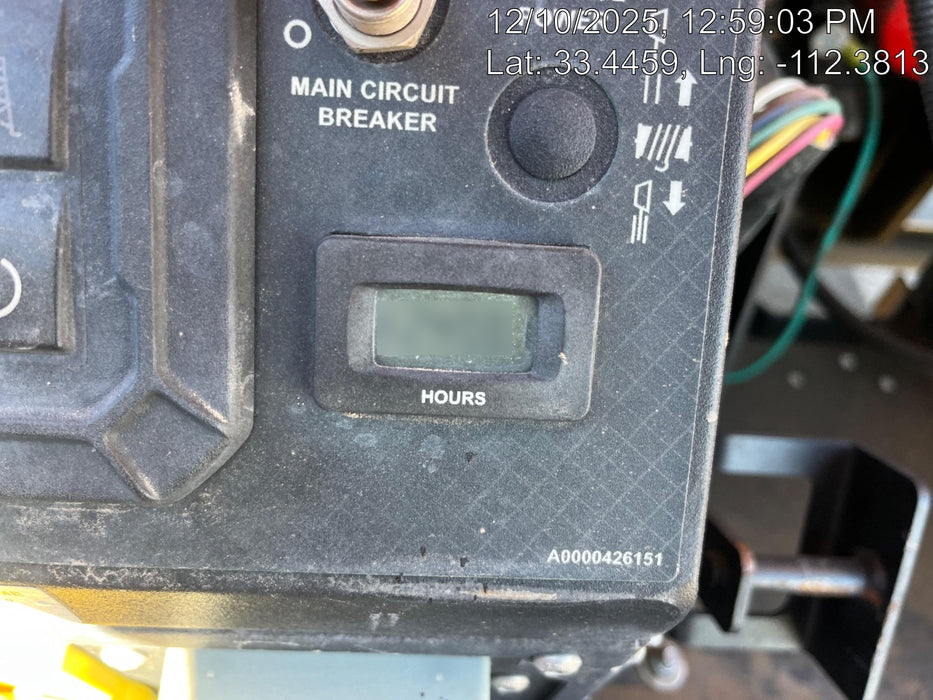 12/10/2025, 12:59:03 PM
Lat: 33.4459, Lng: -112.3813
O
MAIN CIRCUIT
BREAKER
HOURS
A0000426151